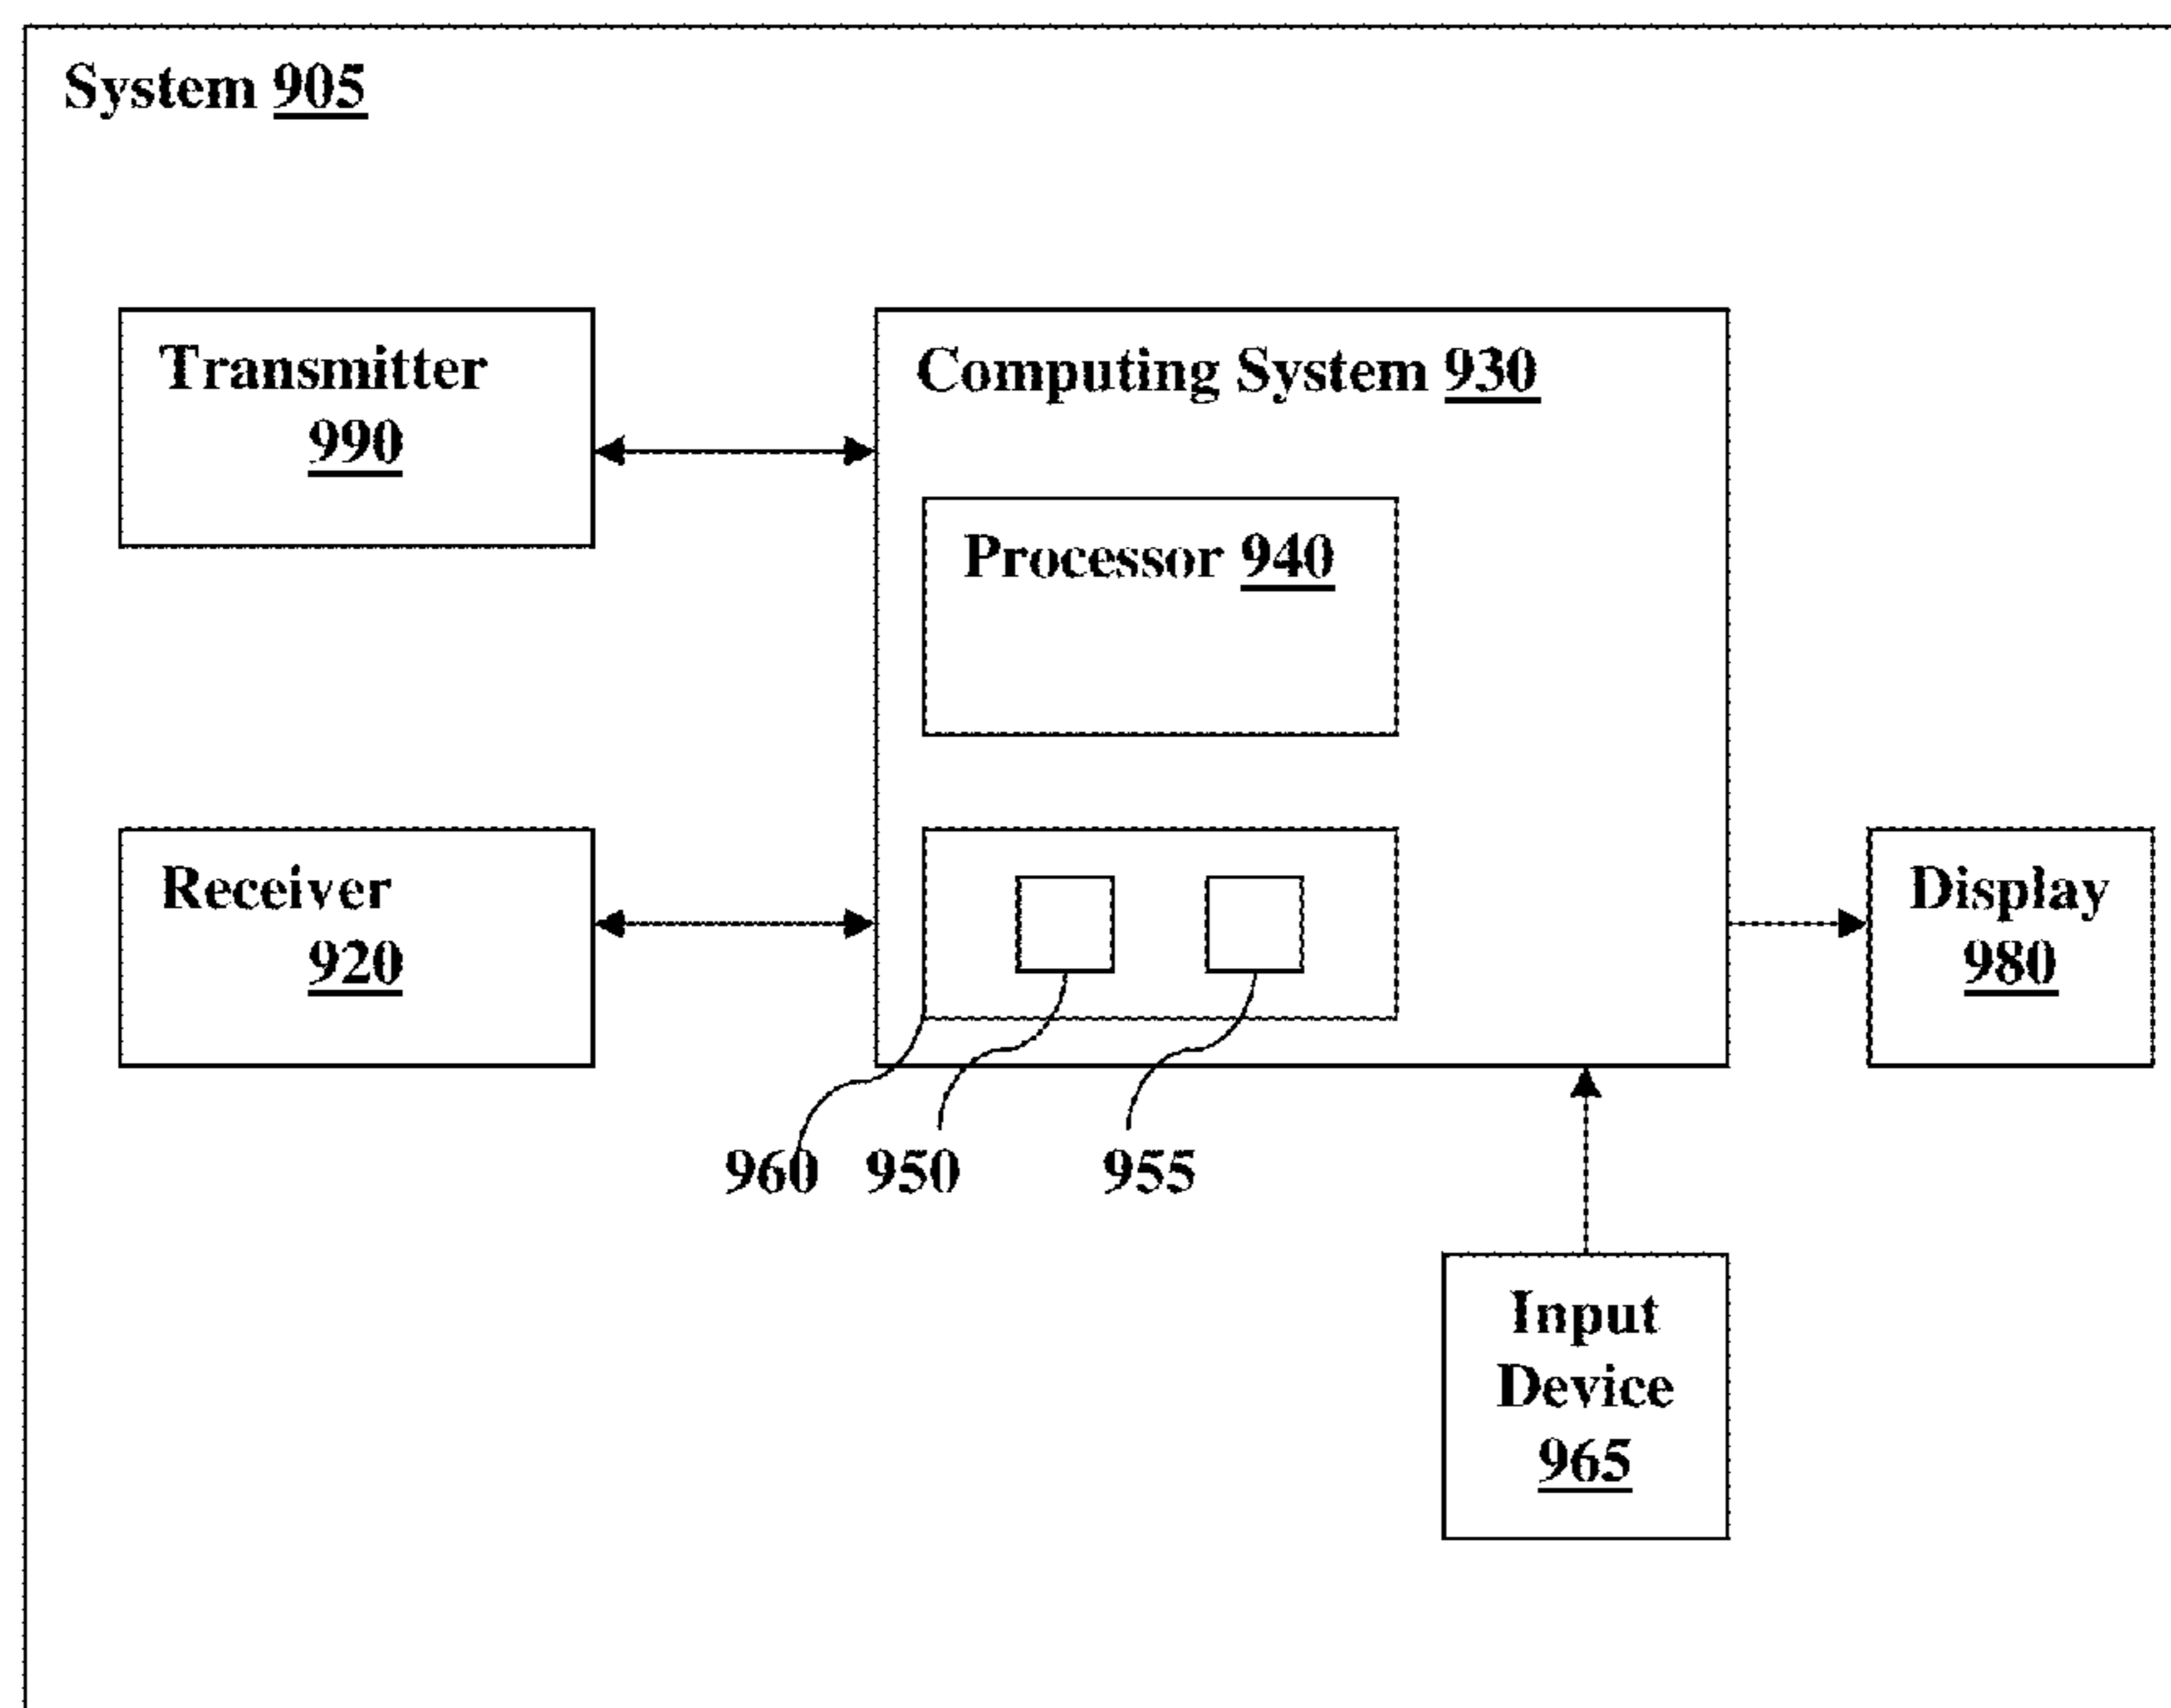 System 905
Transmitter
990
Computing System 930
Processor 940
Receiver
920
Display
980
960 950 955
Input
Device
965